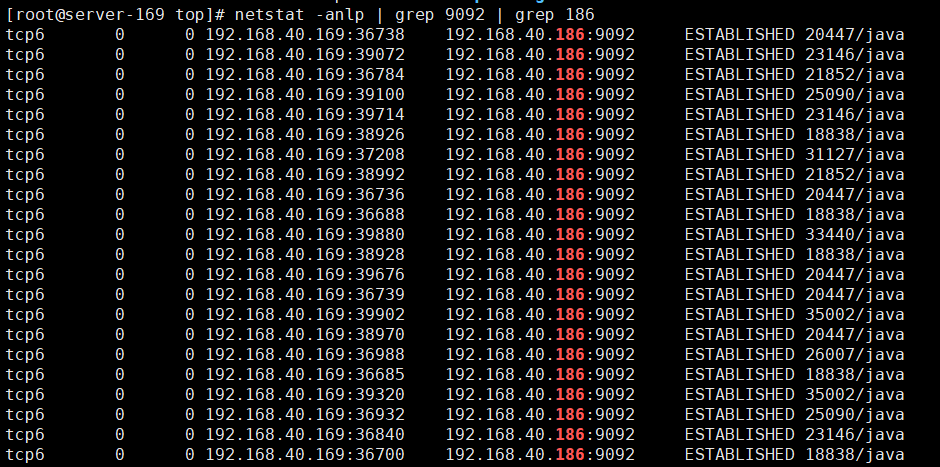 [root@server-169 top]# netstat -anlp | grep 9092 | grep 186
tcp6 0 0 192.168.40.169:36738 192.168.40.186:9092 ESTABLISHED 20447/java
tcp6 0 0 192.168.40.169:39072 192.168.40.186:9092 ESTABLISHED 23146/java
tcp6 0 0 192.168.40.169:36784 192.168.40.186:9092 ESTABLISHED 21852/java
tcp6 0 0 192.168.40.169:39100 192.168.40.186:9092 ESTABLISHED 25090/java
tcp6 0 0 192.168.40.169:39714 192.168.40.186:9092 ESTABLISHED 23146/java
tcp6 0 0 192.168.40.169:38926 192.168.40.186:9092 ESTABLISHED 18838/java
tcp6 0 0 192.168.40.169:37208 192.168.40.186:9092 ESTABLISHED 31127/java
tcp6 0 0 192.168.40.169:38992 192.168.40.186:9092 ESTABLISHED 21852/java
tcp6 0 0 192.168.40.169:36736 192.168.40.186:9092 ESTABLISHED 20447/java
tcp6 0 0 192.168.40.169:36688 192.168.40.186:9092 ESTABLISHED 18838/java
tcp6 0 0 192.168.40.169:39880 192.168.40.186:9092 ESTABLISHED 33440/java
tcp6 0 0 192.168.40.169:38928 192.168.40.186:9092 ESTABLISHED 18838/java
tcp6 0 0 192.168.40.169:39676 192.168.40.186:9092 ESTABLISHED 20447/java
tcp6 0 0 192.168.40.169:36739 192.168.40.186:9092 ESTABLISHED 20447/java
tcp6 0 0 192.168.40.169:39902 192.168.40.186:9092 ESTABLISHED 35002/java
tcp6 0 0 192.168.40.169:38970 192.168.40.186:9092 ESTABLISHED 20447/java
tcp6 0 0 192.168.40.169:36988 192.168.40.186:9092 ESTABLISHED 26007/java
tcp6 0 0 192.168.40.169:36685 192.168.40.186:9092 ESTABLISHED 18838/java
tcp6 0 0 192.168.40.169:39320 192.168.40.186:9092 ESTABLISHED 35002/java
tcp6 0 0 192.168.40.169:36932 192.168.40.186:9092 ESTABLISHED 25090/java
tcp6 0 0 192.168.40.169:36840 192.168.40.186:9092 ESTABLISHED 23146/java
tcp6 0 0 192.168.40.169:36700 192.168.40.186:9092 ESTABLISHED 18838/java